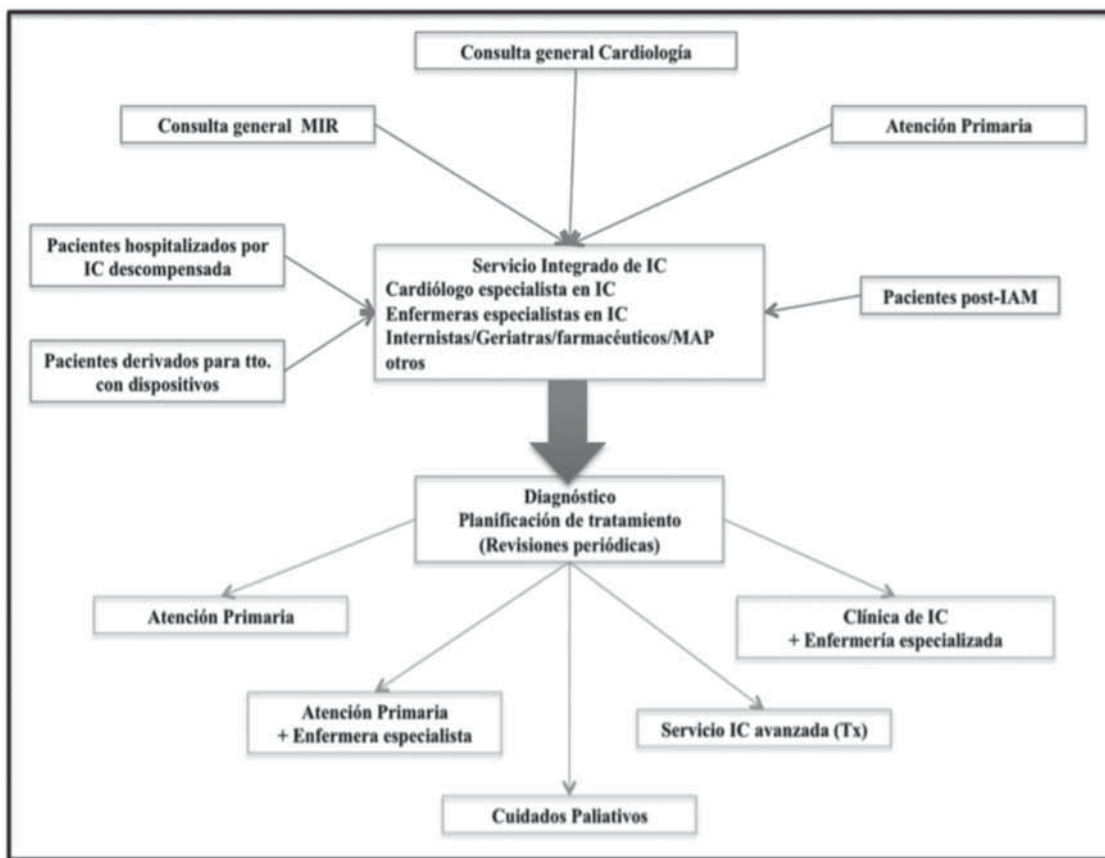 Consulta general Cardiología
Consulta general MIR
Atención Primaria
Pacientes hospitalizados por
IC descompensada
Servicio Integrado de IC
Cardiólogo especialista en IC
Enfermeras especialistas en IC
Internistas/Geriatras/farmacéuticos/MAP
otros
Pacientes post-IAM
Pacientes derivados para tto.
con dispositivos
Diagnóstico
Planificación de tratamiento
(Revisiones periódicas)
Atención Primaria
Clínica de IC
+ Enfermería especializada
Atención Primaria
+ Enfermera especialista
Servicio IC avanzada (Tx)
Cuidados Paliativos